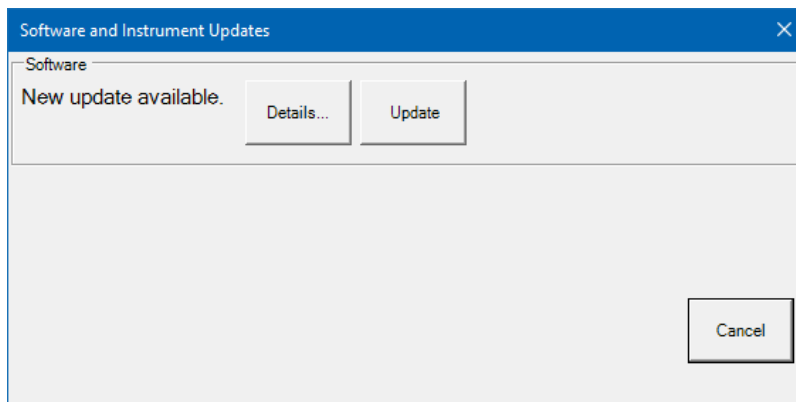 Software and Instrument Updates
Software
New update available.
Details...
Update
Cancel